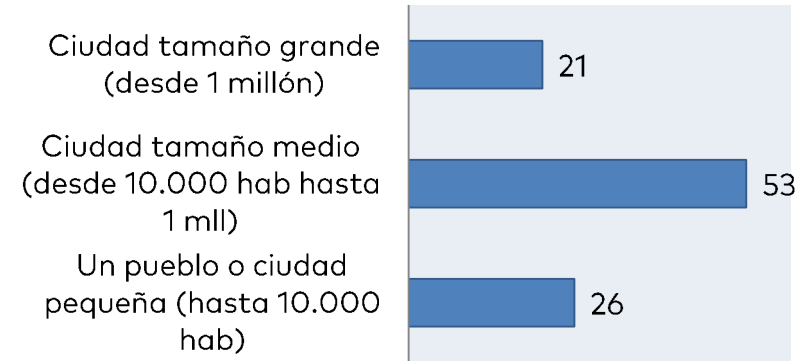 Ciudad tamaño grande
(desde 1 millón)
21
Ciudad tamaño medio
(desde 10.000 hab hasta
1 mll)
53
Un pueblo o ciudad
pequeña (hasta 10.000
hab)
26